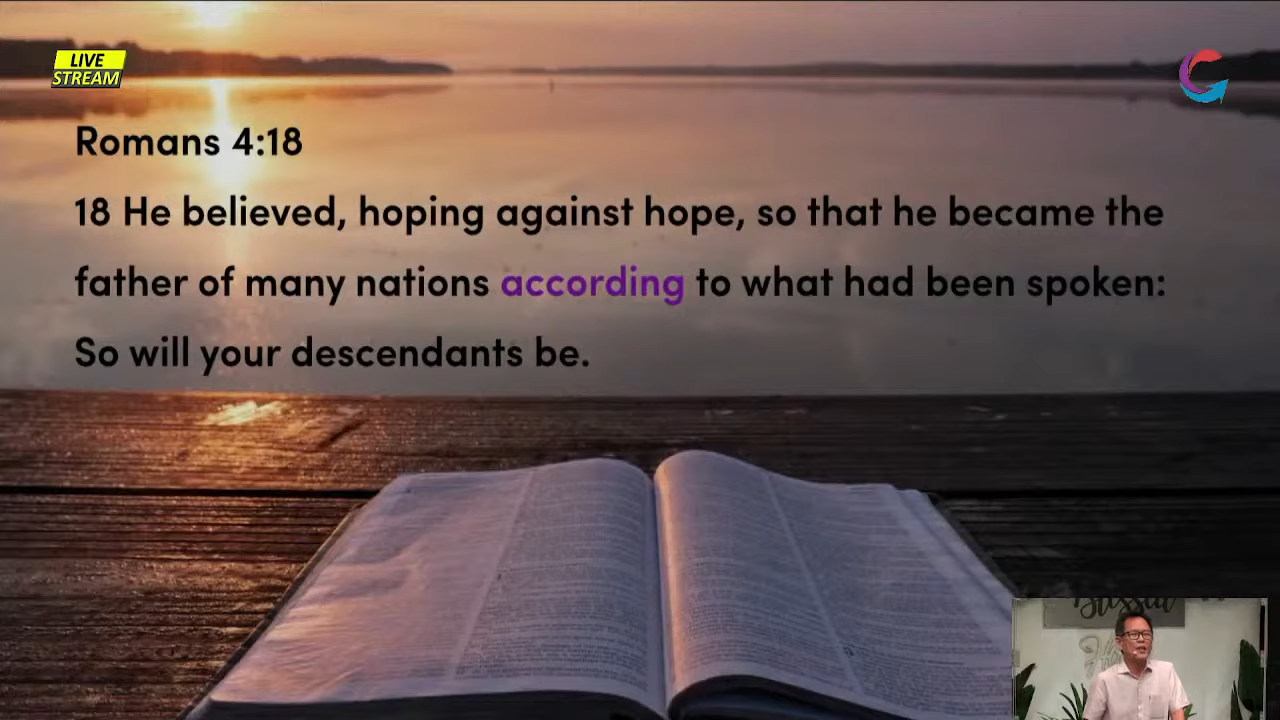 LIVE
STREAM
Romans 4:18
18 He believed, hoping against hope, so that he became the
father of many nations according to what had been spoken:
So will your descendants be.
Blessed